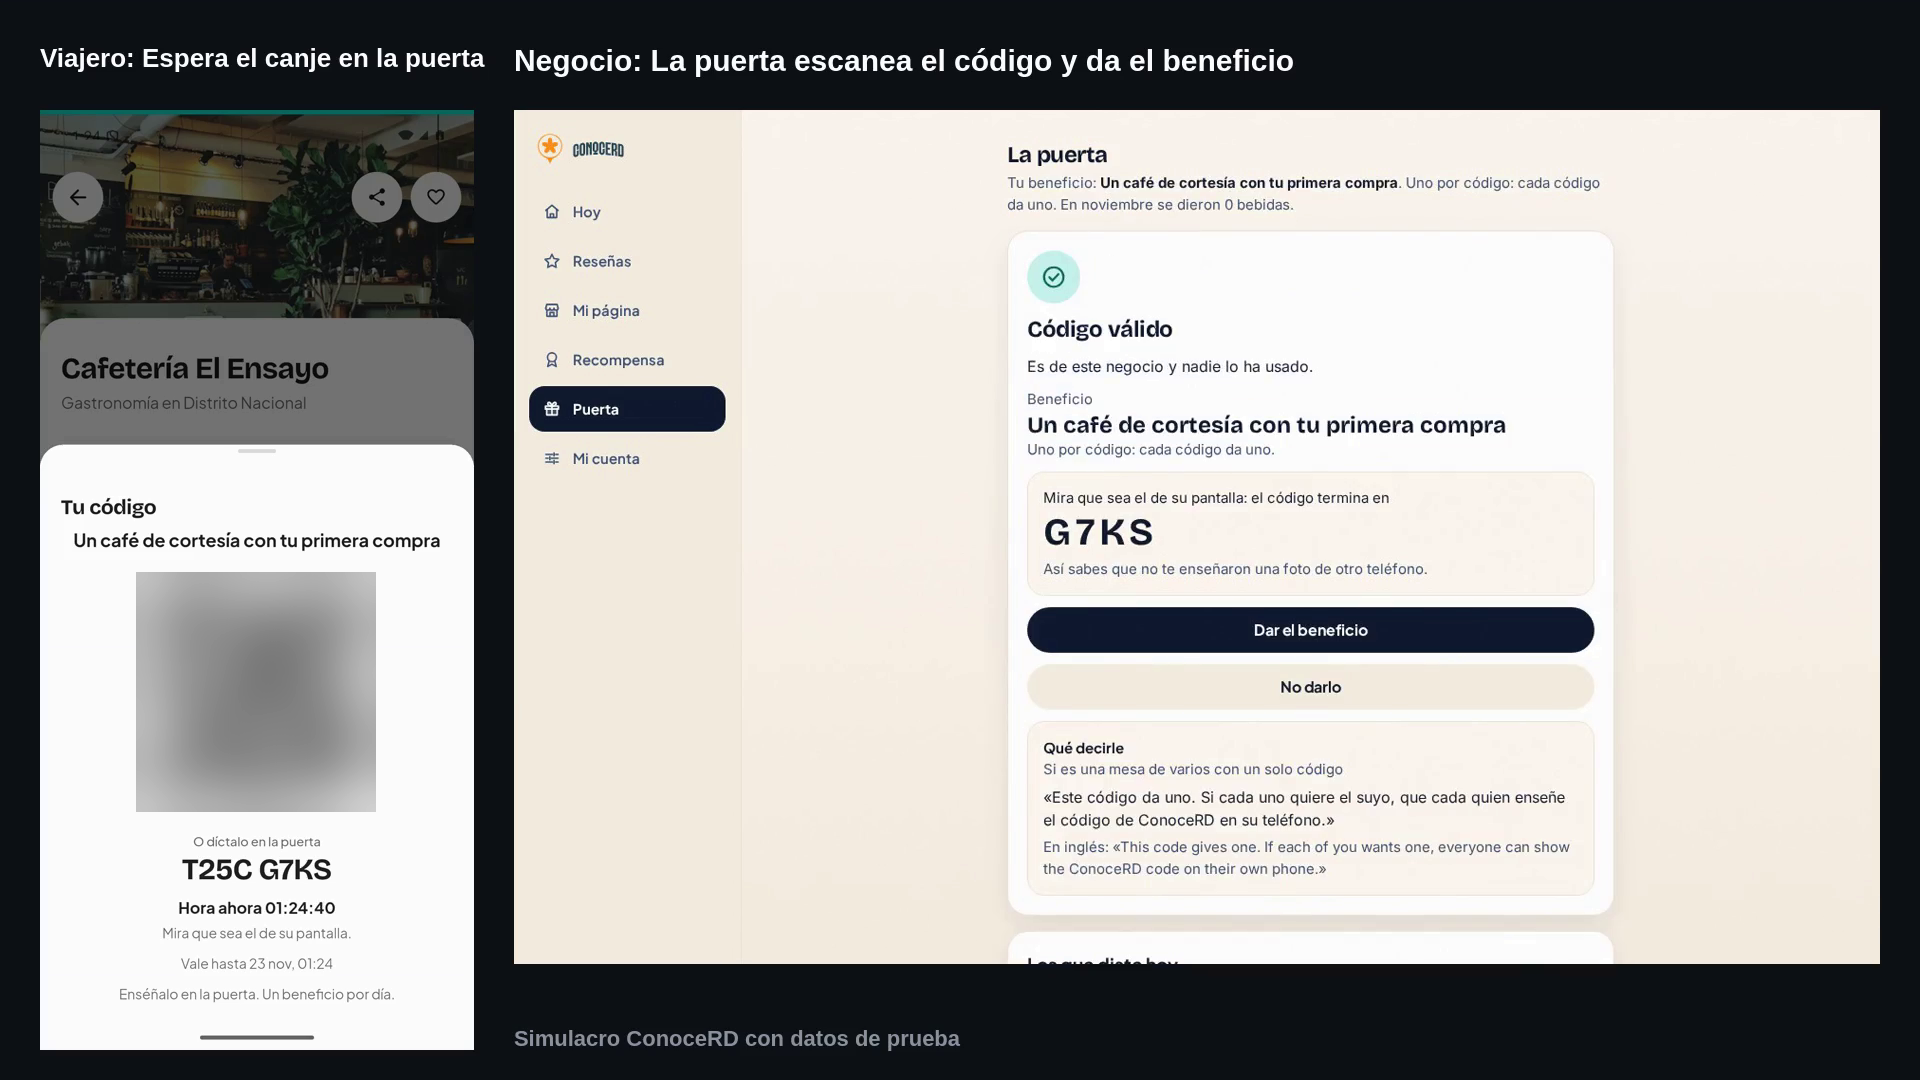 Viajero: Espera el canje en la puerta
Negocio: La puerta escanea el código y da el beneficio
Cafetería El Ensayo
Gastronomía en Distrito Nacional
Tu código
Un café de cortesía con tu primera compra
O díctalo en la puerta
T25C G7KS
Hora ahora 01:24:40
Mira que sea el de su pantalla.
Vale hasta 23 nov, 01:24
Enséñalo en la puerta. Un beneficio por día.
CONOCERD
Hoy
Reseñas
Mi página
Recompensa
Puerta
Mi cuenta
La puerta
Tu beneficio: Un café de cortesía con tu primera compra. Uno por código: cada código
da uno. En noviembre se dieron 0 bebidas.
Código válido
Es de este negocio y nadie lo ha usado.
Beneficio
Un café de cortesía con tu primera compra
Uno por código: cada código da uno.
Mira que sea el de su pantalla: el código termina en
G7KS
Así sabes que no te enseñaron una foto de otro teléfono.
Dar el beneficio
No darlo
Qué decirle
Si es una mesa de varios con un solo código
«Este código da uno. Si cada uno quiere el suyo, que cada quien enseñe
el código de ConoceRD en su teléfono.»
En inglés: «This code gives one. If each of you wants one, everyone can show
the ConoceRD code on their own phone.»
Los que diste hoy
Simulacro ConoceRD con datos de prueba